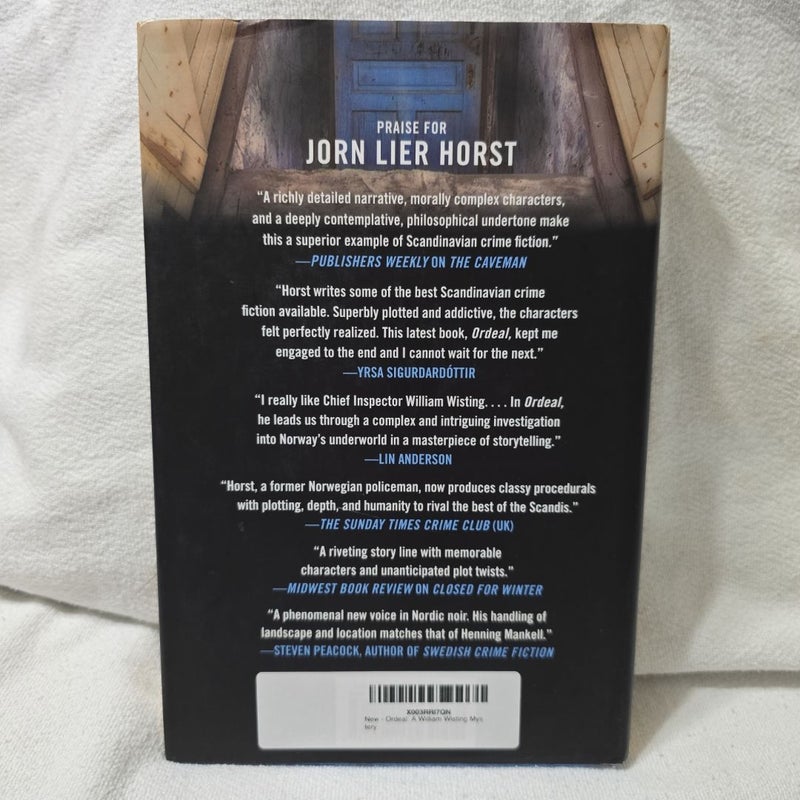 PRAISE FOR
JORN LIER HORST
“A richly detailed narrative, morally complex characters,
and a deeply contemplative, philosophical undertone make
this a superior example of Scandinavian crime fiction.”
—PUBLISHERS WEEKLY ON THE CAVEMAN
“Horst writes some of the best Scandinavian crime
fiction available. Superbly plotted and addictive, the characters
felt perfectly realized. This latest book, Ordeal, kept me
engaged to the end and I cannot wait for the next.”
—YRSA SIGURDARDÓTTIR
“I really like Chief Inspector William Wisting. . . . In Ordeal,
he leads us through a complex and intriguing investigation
into Norway’s underworld in a masterpiece of storytelling.”
—LIN ANDERSON
“Horst, a former Norwegian policeman, now produces classy procedurals
with plotting, depth, and humanity to rival the best of the Scandis.”
—THE SUNDAY TIMES CRIME CLUB (UK)
“A riveting story line with memorable
characters and unanticipated plot twists.”
—MIDWEST BOOK REVIEW ON CLOSED FOR WINTER
“A phenomenal new voice in Nordic noir. His handling of
landscape and location matches that of Henning Mankell.”
—STEVEN PEACOCK, AUTHOR OF SWEDISH CRIME FICTION
New - Ordeal: A William Wisting Mys
tery